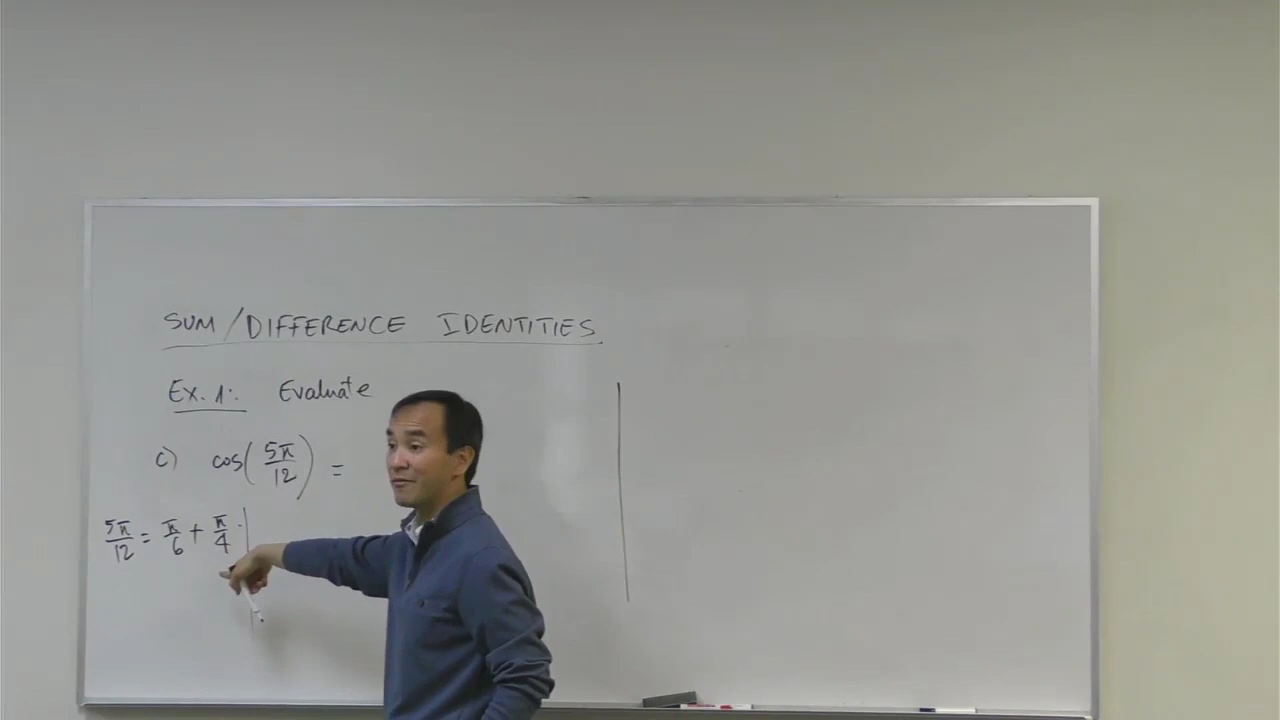 SUM/DIFFERENCE IDENTITIES
Ex. 1: Evaluate
c) cos(5π/12) =
5π/12 = π/6 + π/4